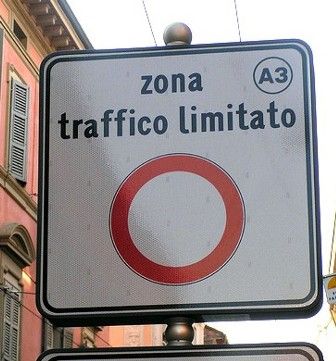 zona A3
traffico limitato